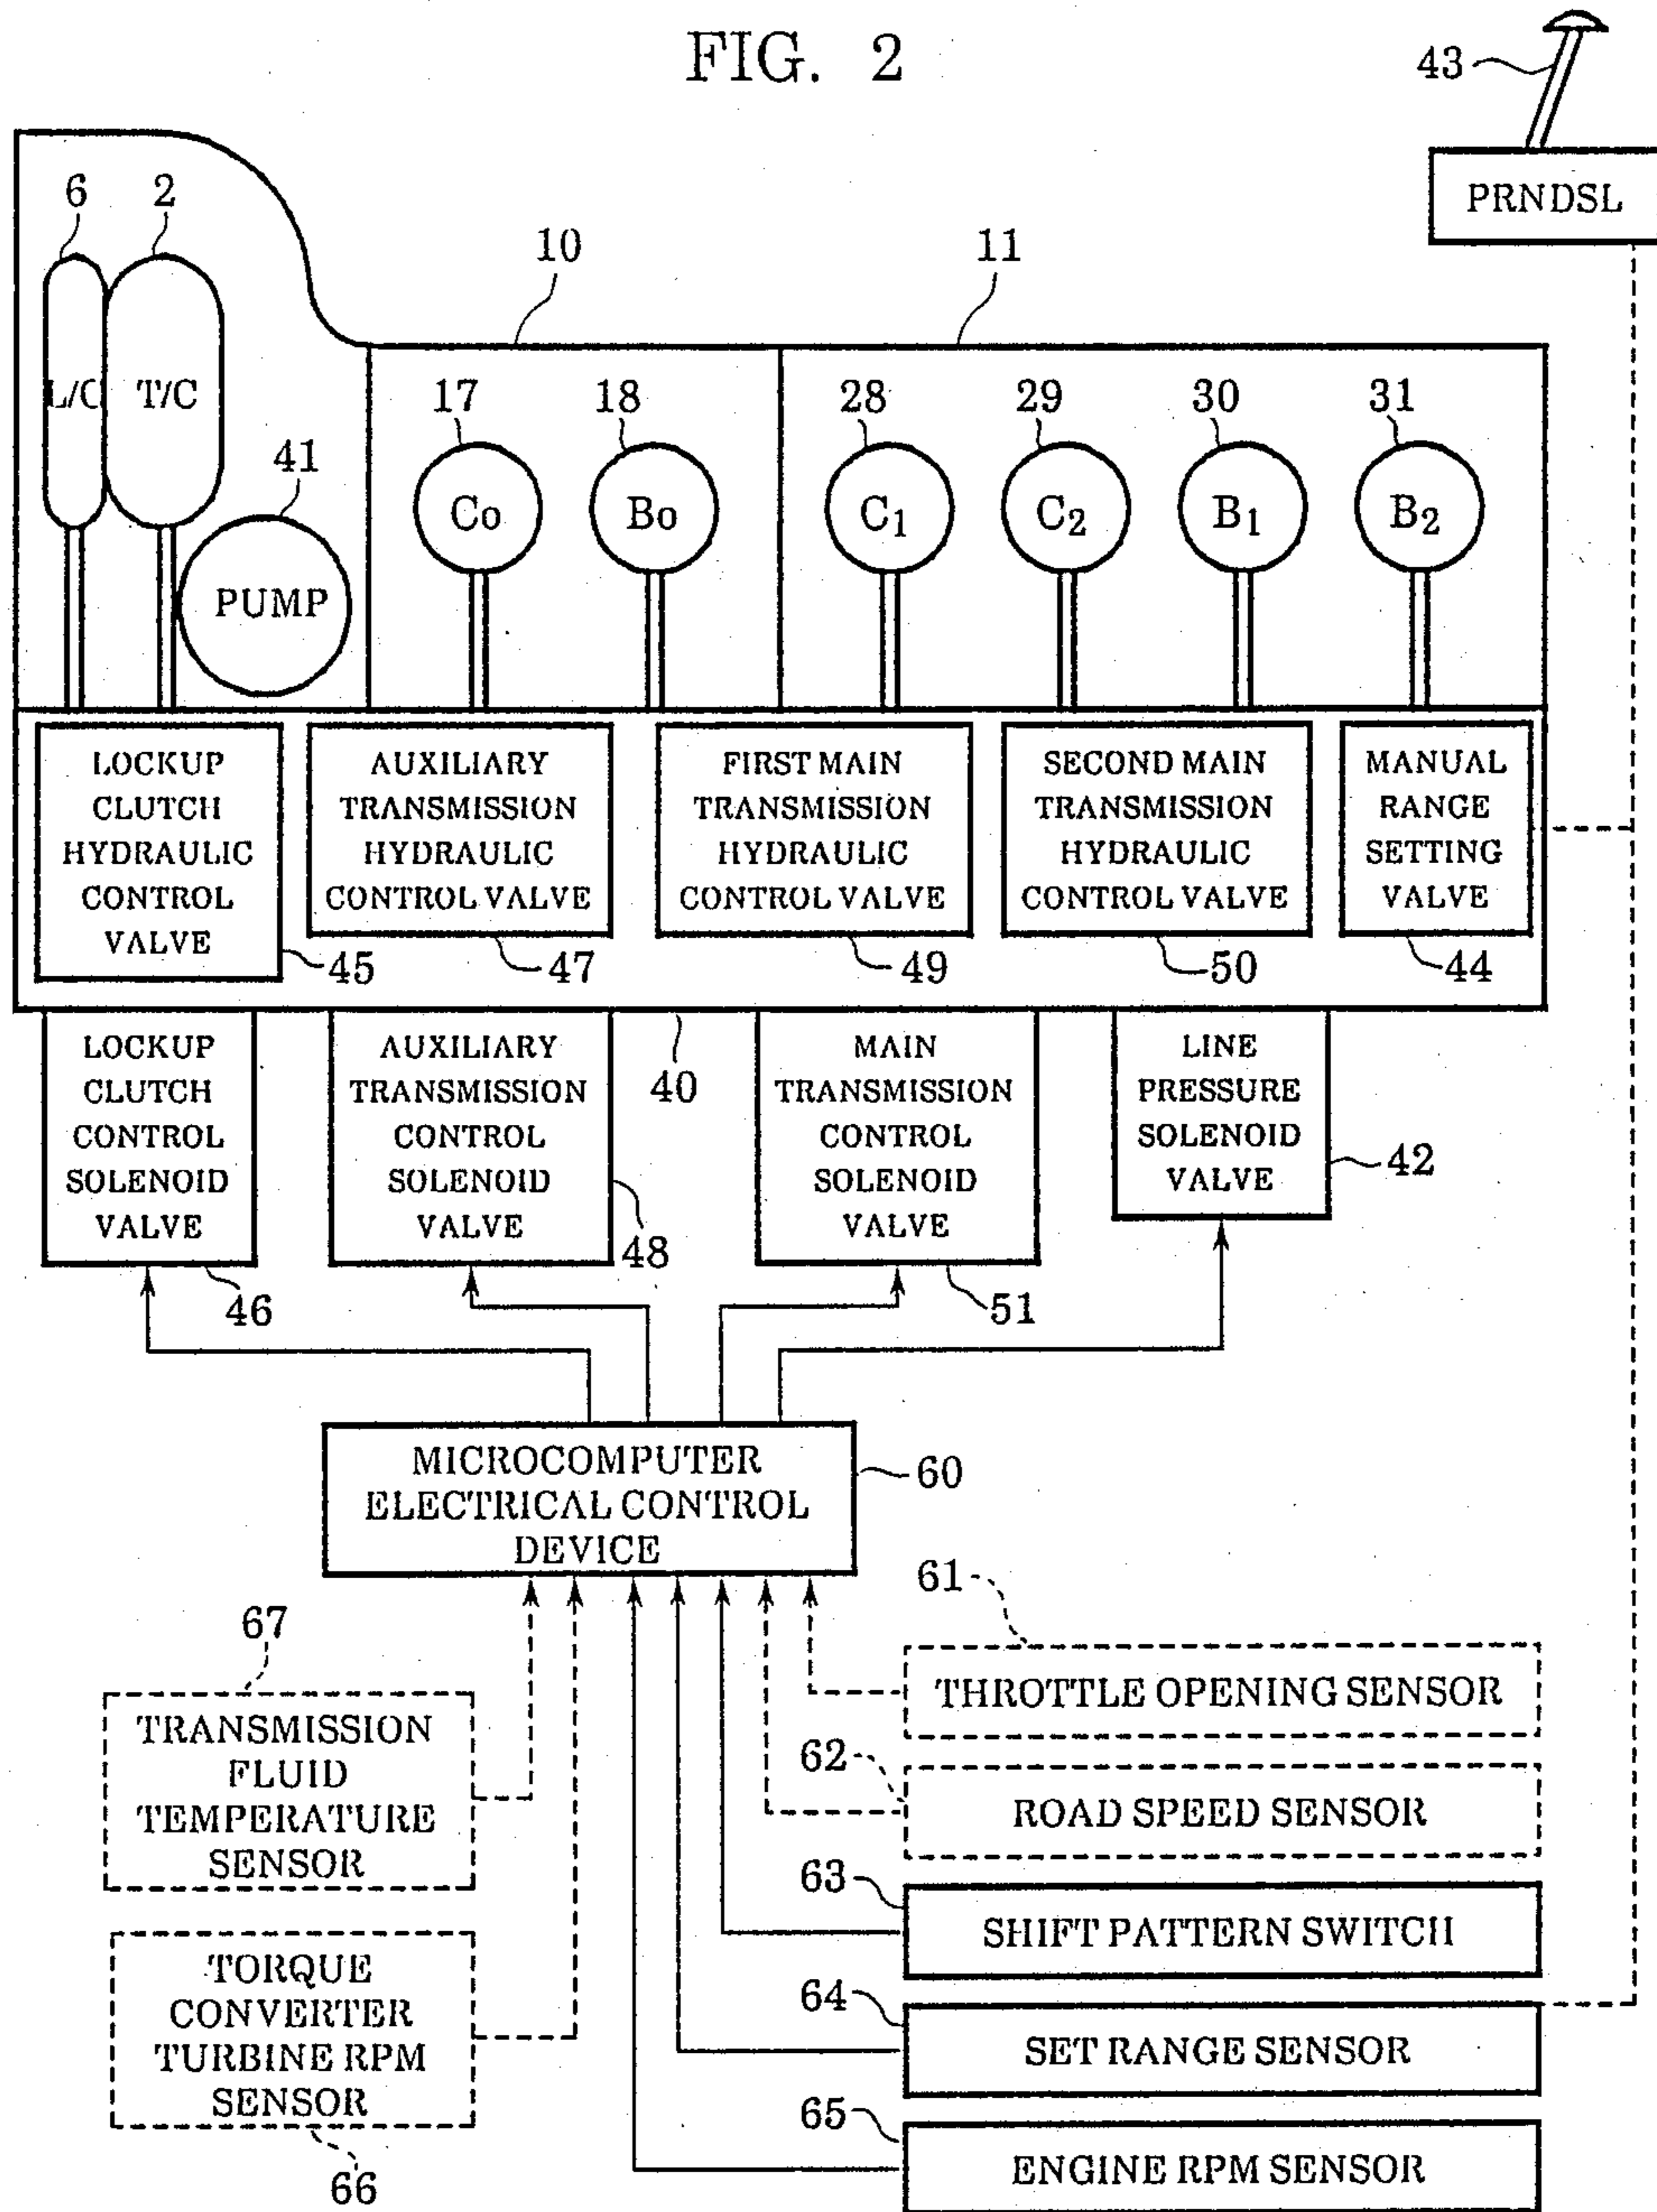 FIG. 2
43
PRNDSL
6
2
10
11
L/C
T/C
17
18
28
29
30
31
41
Co
Bo
C1
C2
B1
B2
PUMP
LOCKUP
CLUTCH
HYDRAULIC
CONTROL
VALVE
45
AUXILIARY
TRANSMISSION
HYDRAULIC
CONTROL VALVE
47
FIRST MAIN
TRANSMISSION
HYDRAULIC
CONTROL VALVE
49
SECOND MAIN
TRANSMISSION
HYDRAULIC
CONTROL VALVE
50
MANUAL
RANGE
SETTING
VALVE
44
LOCKUP
CLUTCH
CONTROL
SOLENOID
VALVE
46
AUXILIARY
TRANSMISSION
CONTROL
SOLENOID
VALVE
48
40
MAIN
TRANSMISSION
CONTROL
SOLENOID
VALVE
51
LINE
PRESSURE
SOLENOID
VALVE
42
MICROCOMPUTER
ELECTRICAL CONTROL
DEVICE
60
67
TRANSMISSION
FLUID
TEMPERATURE
SENSOR
TORQUE
CONVERTER
TURBINE RPM
SENSOR
66
61
THROTTLE OPENING SENSOR
62
ROAD SPEED SENSOR
63
SHIFT PATTERN SWITCH
64
SET RANGE SENSOR
65
ENGINE RPM SENSOR